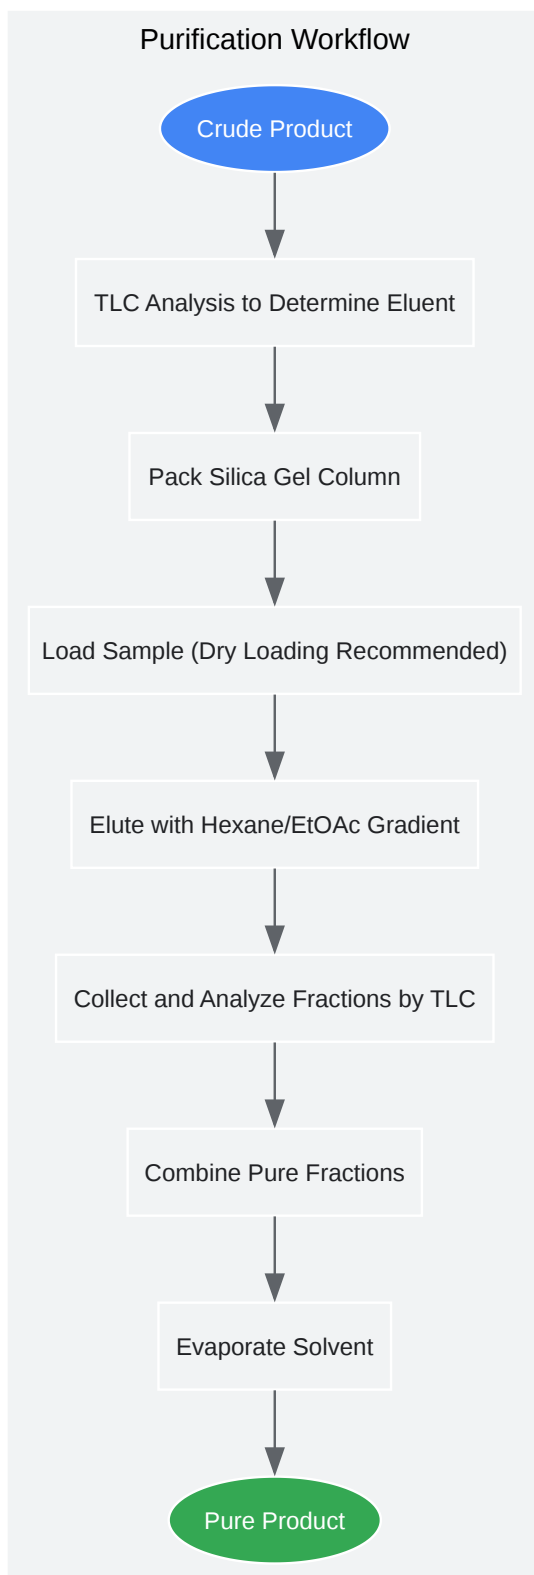 Purification Workflow
Crude Product
TLC Analysis to Determine Eluent
Pack Silica Gel Column
Load Sample (Dry Loading Recommended)
Elute with Hexane/EtOAc Gradient
Collect and Analyze Fractions by TLC
Combine Pure Fractions
Evaporate Solvent
Pure Product